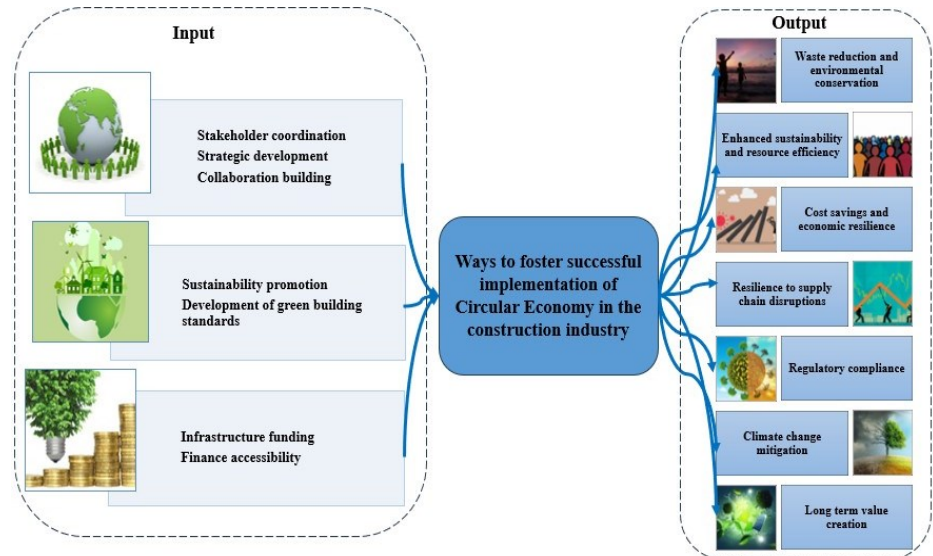 Input
Stakeholder coordination
Strategic development
Collaboration building
Sustainability promotion
Development of green building
standards
Infrastructure funding
Finance accessibility
Ways to foster successful
implementation of
Circular Economy in the
construction industry
Output
Waste reduction and
environmental
conservation
Enhanced sustainability
and resource efficiency
Cost savings and
economic resilience
Resilience to supply
chain disruptions
Regulatory compliance
Climate change
mitigation
Long term value
creation